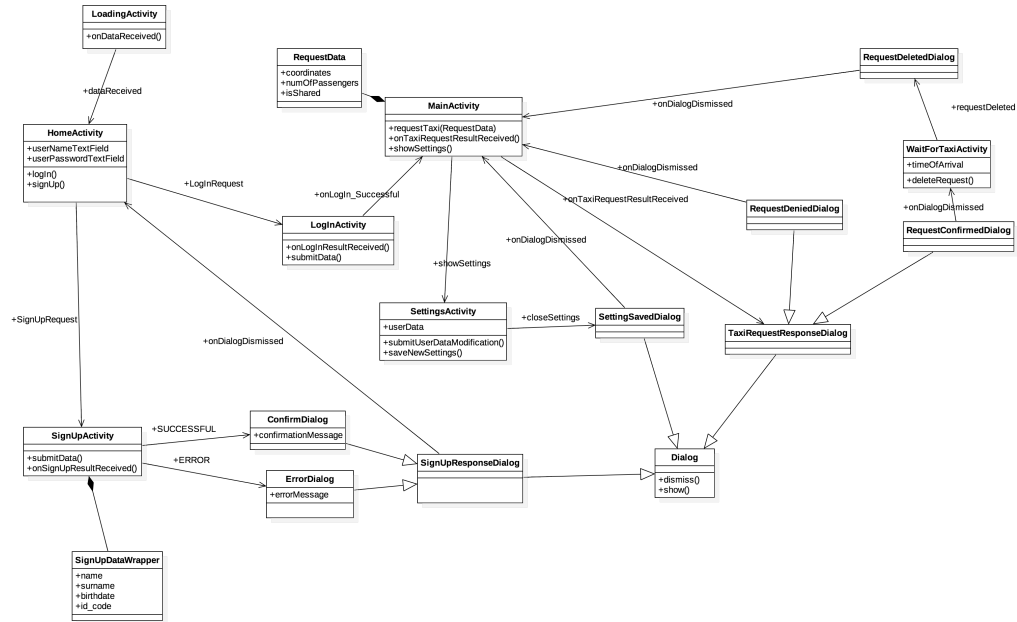 LoadingActivity
+onDataReceived()
+dataReceived
RequestData
+coordinates
+numOfPassengers
+isShared
RequestDeletedDialog
+onDialogDismissed
+requestDeleted
MainActivity
+requestTaxi(RequestData)
+onTaxiRequestResultReceived()
+showSettings()
HomeActivity
+userNameTextField
+userPasswordTextField
+logIn()
+signUp()
+LogInRequest
+onLogIn_Successful
LogInActivity
+onLogInResultReceived()
+submitData()
+onDialogDismissed
WaitForTaxiActivity
+timeOfArrival
+deleteRequest()
+onDialogDismissed
RequestConfirmedDialog
RequestDeniedDialog
+onTaxiRequestResultReceived
+onDialogDismissed
+showSettings
SettingsActivity
+userData
+submitUserDataModification()
+saveNewSettings()
+closeSettings
SettingSavedDialog
TaxiRequestResponseDialog
+SignUpRequest
+onDialogDismissed
SignUpActivity
+submitData()
+onSignUpResultReceived()
+SUCCESSFUL
+ERROR
ConfirmDialog
+confirmationMessage
ErrorDialog
+errorMessage
SignUpResponseDialog
Dialog
+dismiss()
+show()
SignUpDataWrapper
+name
+surname
+birthdate
+id_code